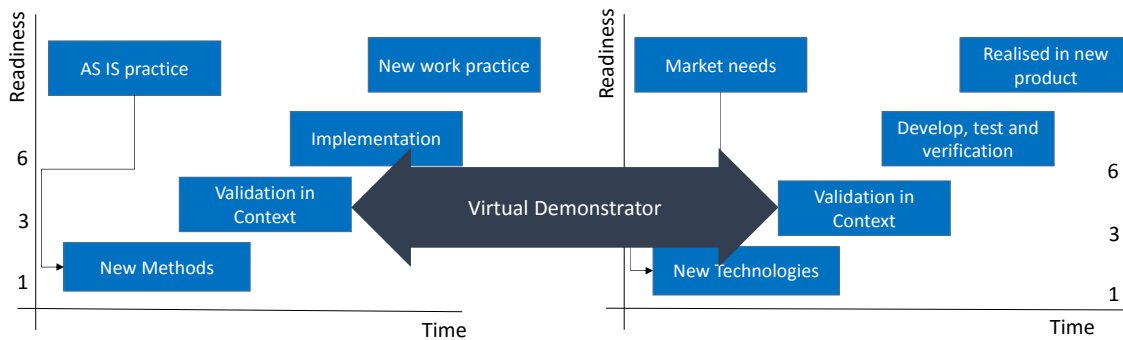 Readiness
AS IS practice
New work practice
Implementation
6
Validation in
Context
3
New Methods
1
Time
Virtual Demonstrator
Readiness
Market needs
Realised in new
product
Develop, test and
verification
6
Validation in
Context
3
New Technologies
1
Time